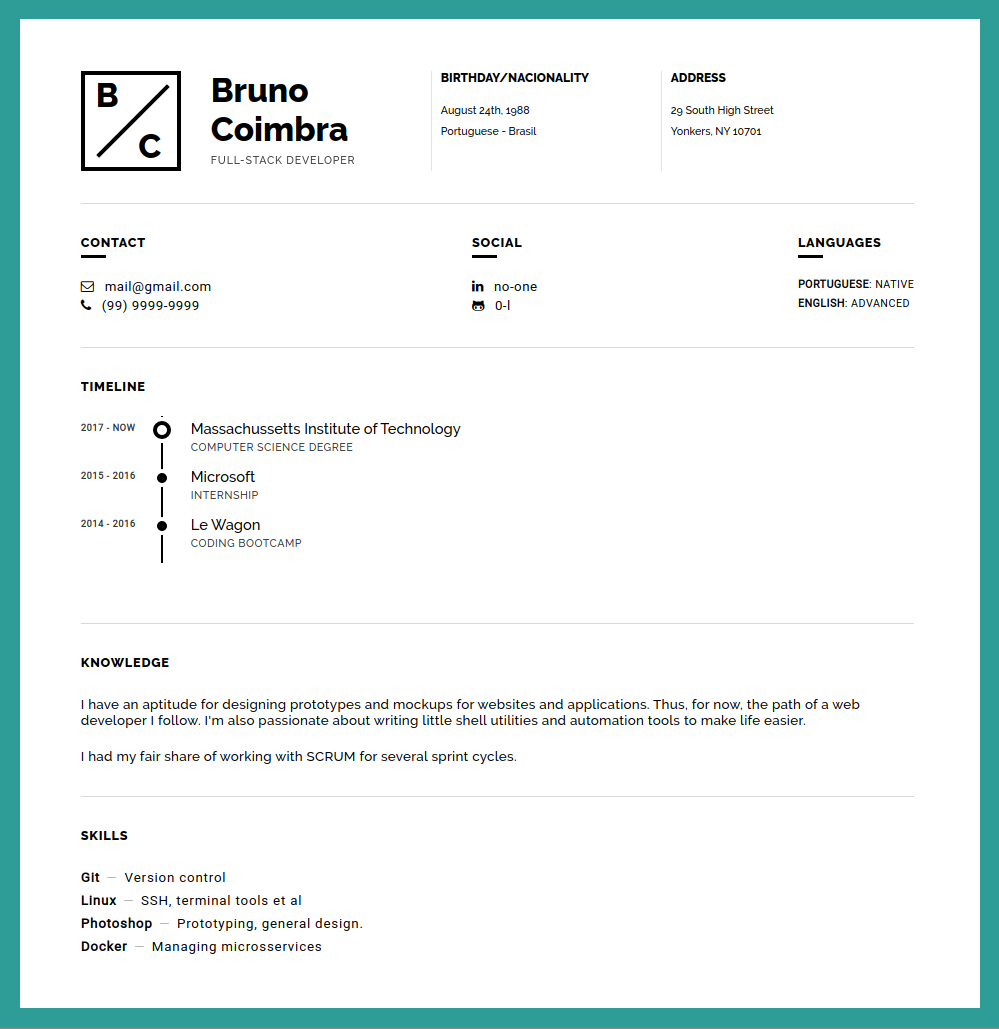 B
C
Bruno
Coimbra
FULL-STACK DEVELOPER
BIRTHDAY/NACIONALITY
August 24th, 1988
Portuguese - Brasil
ADDRESS
29 South High Street
Yonkers, NY 10701
CONTACT
mail@gmail.com
(99) 9999-9999
SOCIAL
no-one
0-l
LANGUAGES
PORTUGUESE: NATIVE
ENGLISH: ADVANCED
TIMELINE
2017 - NOW
Massachussetts Institute of Technology
COMPUTER SCIENCE DEGREE
2015 - 2016
Microsoft
INTERNSHIP
2014 - 2016
Le Wagon
CODING BOOTCAMP
KNOWLEDGE
I have an aptitude for designing prototypes and mockups for websites and applications. Thus, for now, the path of a web
developer I follow. I'm also passionate about writing little shell utilities and automation tools to make life easier.
I had my fair share of working with SCRUM for several sprint cycles.
SKILLS
Git — Version control
Linux — SSH, terminal tools et al
Photoshop — Prototyping, general design.
Docker — Managing microsservices